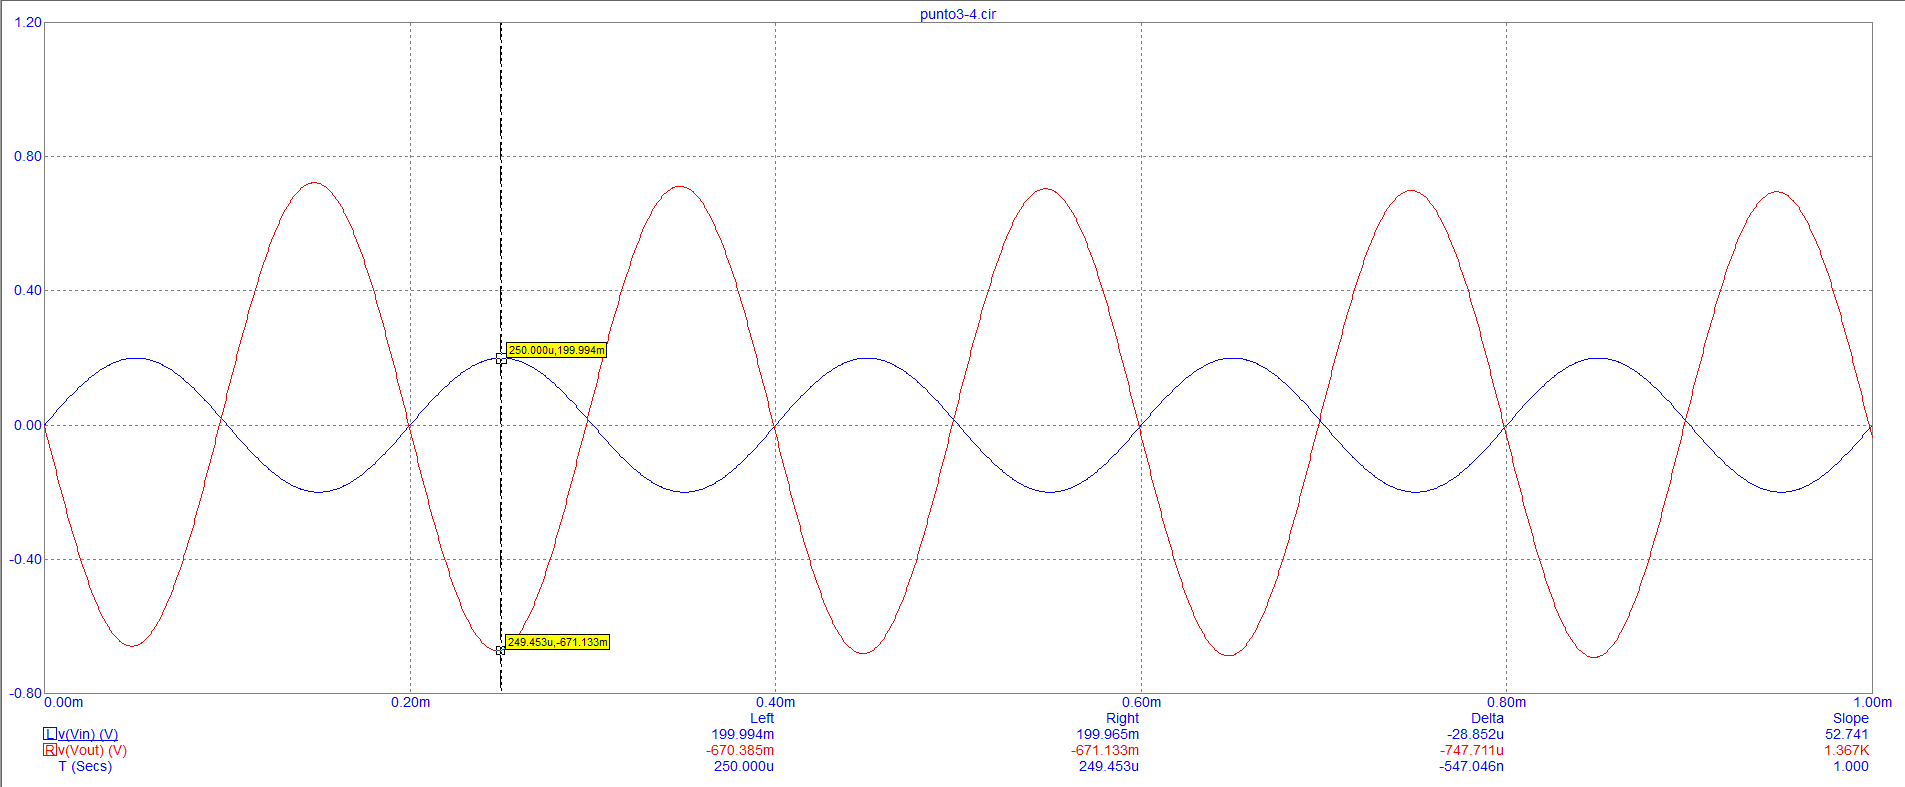 punto3-4.cir
1.20
0.80
0.40
0.00
-0.40
-0.80
250.000u,199.994m
249.453u,-671.133m
0.00m 0.20m 0.40m 0.60m 0.80m 1.00m
Left Right Delta Slope
L v(Vin) (V) 199.994m 199.965m -28.852u 52.741
R v(Vout) (V) -670.385m -671.133m -747.711u 1.367K
T (Secs) 250.000u 249.453u -547.046n 1.000